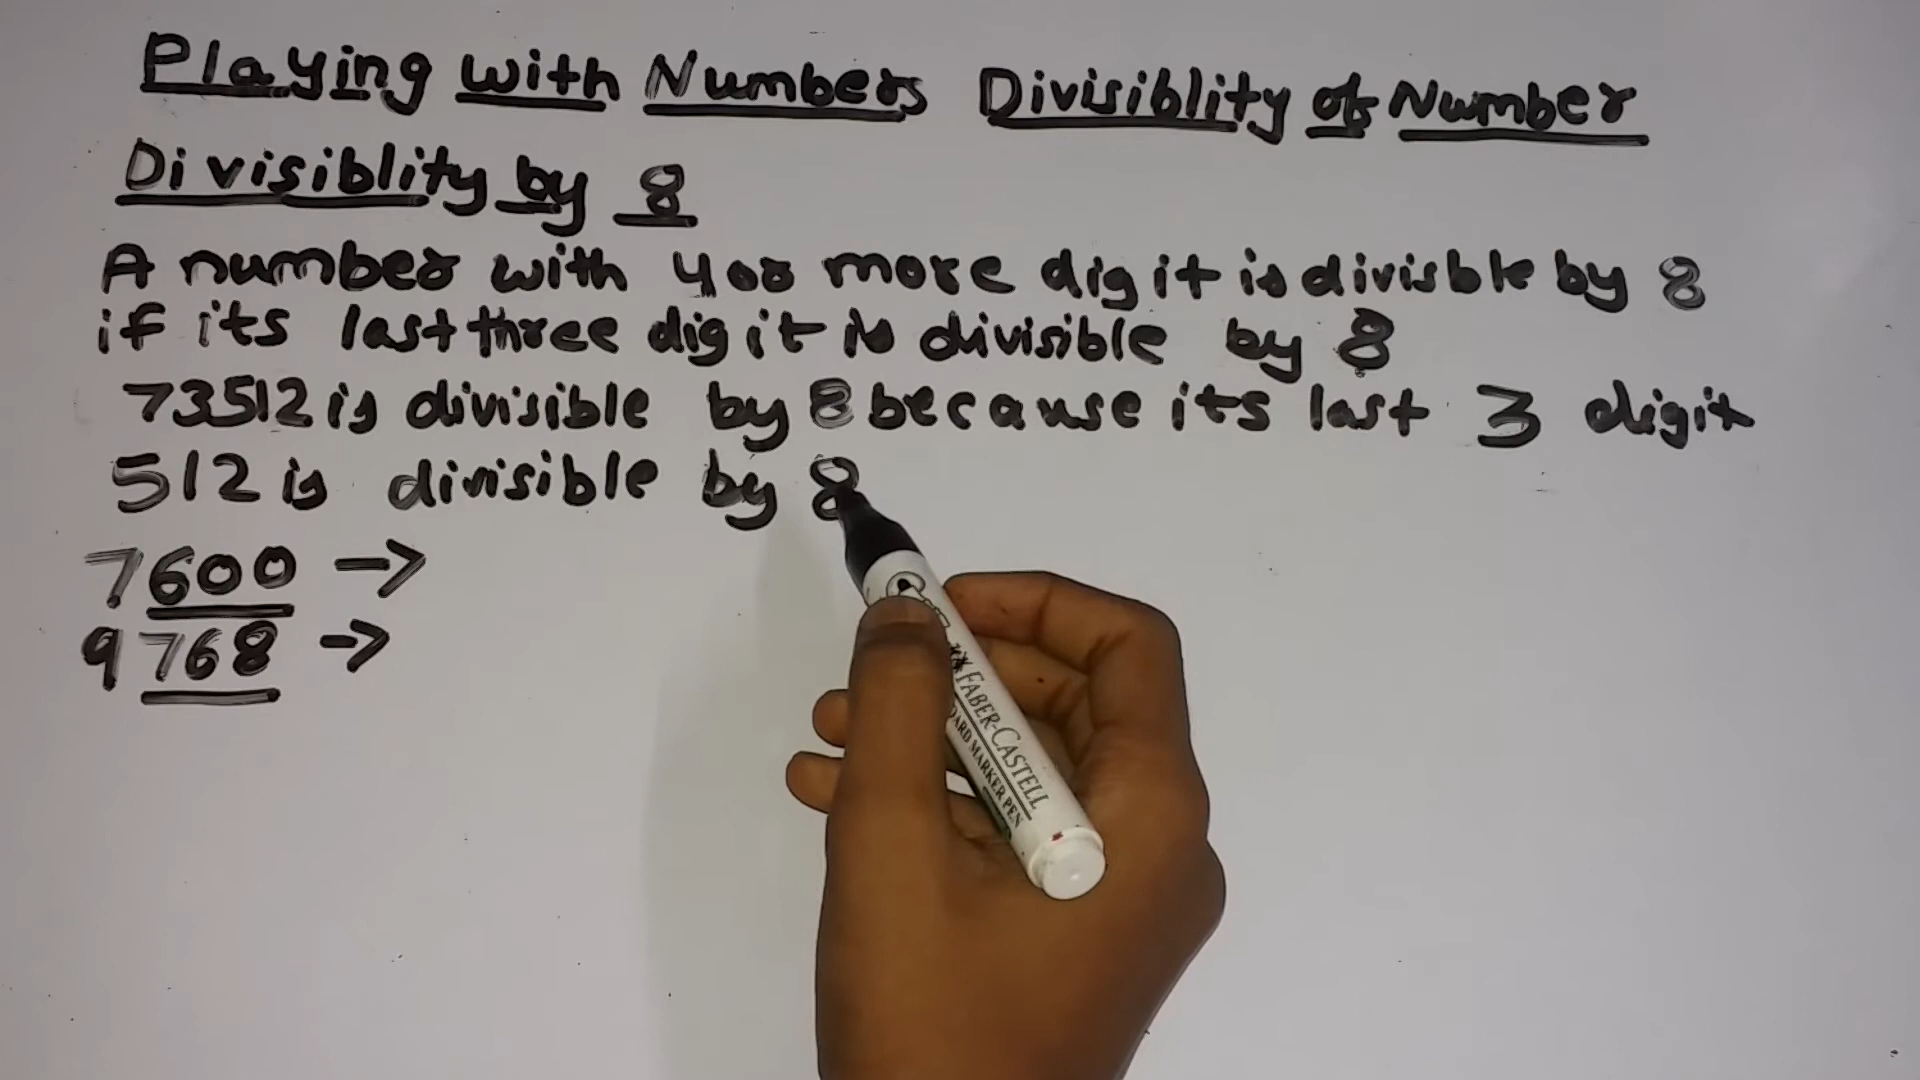 Playing with Numbers Divisiblity of Number
Divisiblity by 8
A number with 4 or more digit is divisble by 8
if its last three digit is divisible by 8
73512 is divisible by 8 because its last 3 digit
512 is divisible by 8
7600 →
9768 →
FABER-CASTELL
MARKER PEN